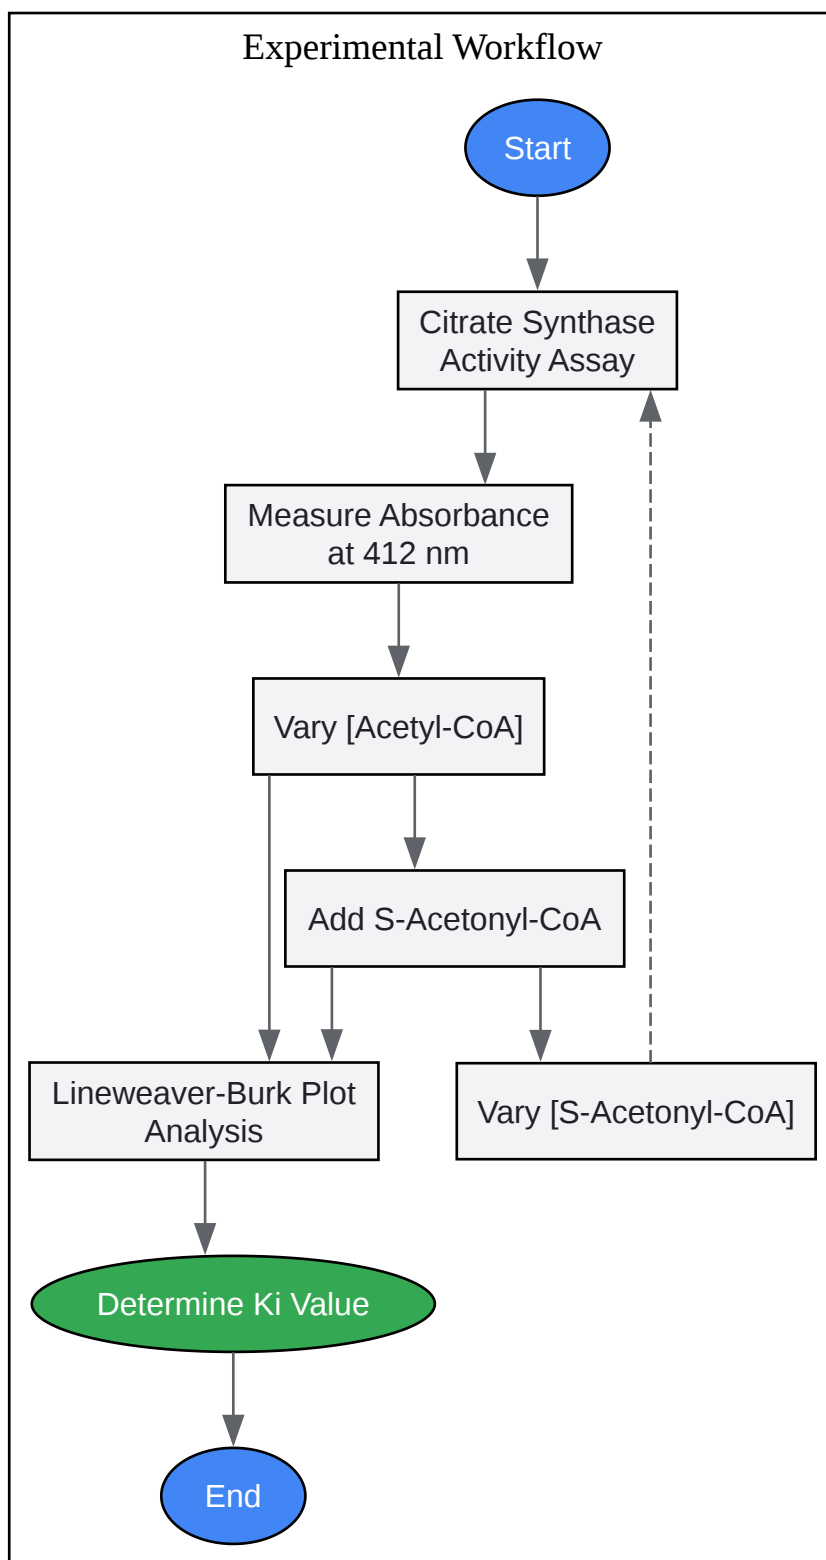 Experimental Workflow
Start
Citrate Synthase
Activity Assay
Measure Absorbance
at 412 nm
Vary [Acetyl-CoA]
Add S-Acetonyl-CoA
Lineweaver-Burk Plot
Analysis
Vary [S-Acetonyl-CoA]
Determine Ki Value
End